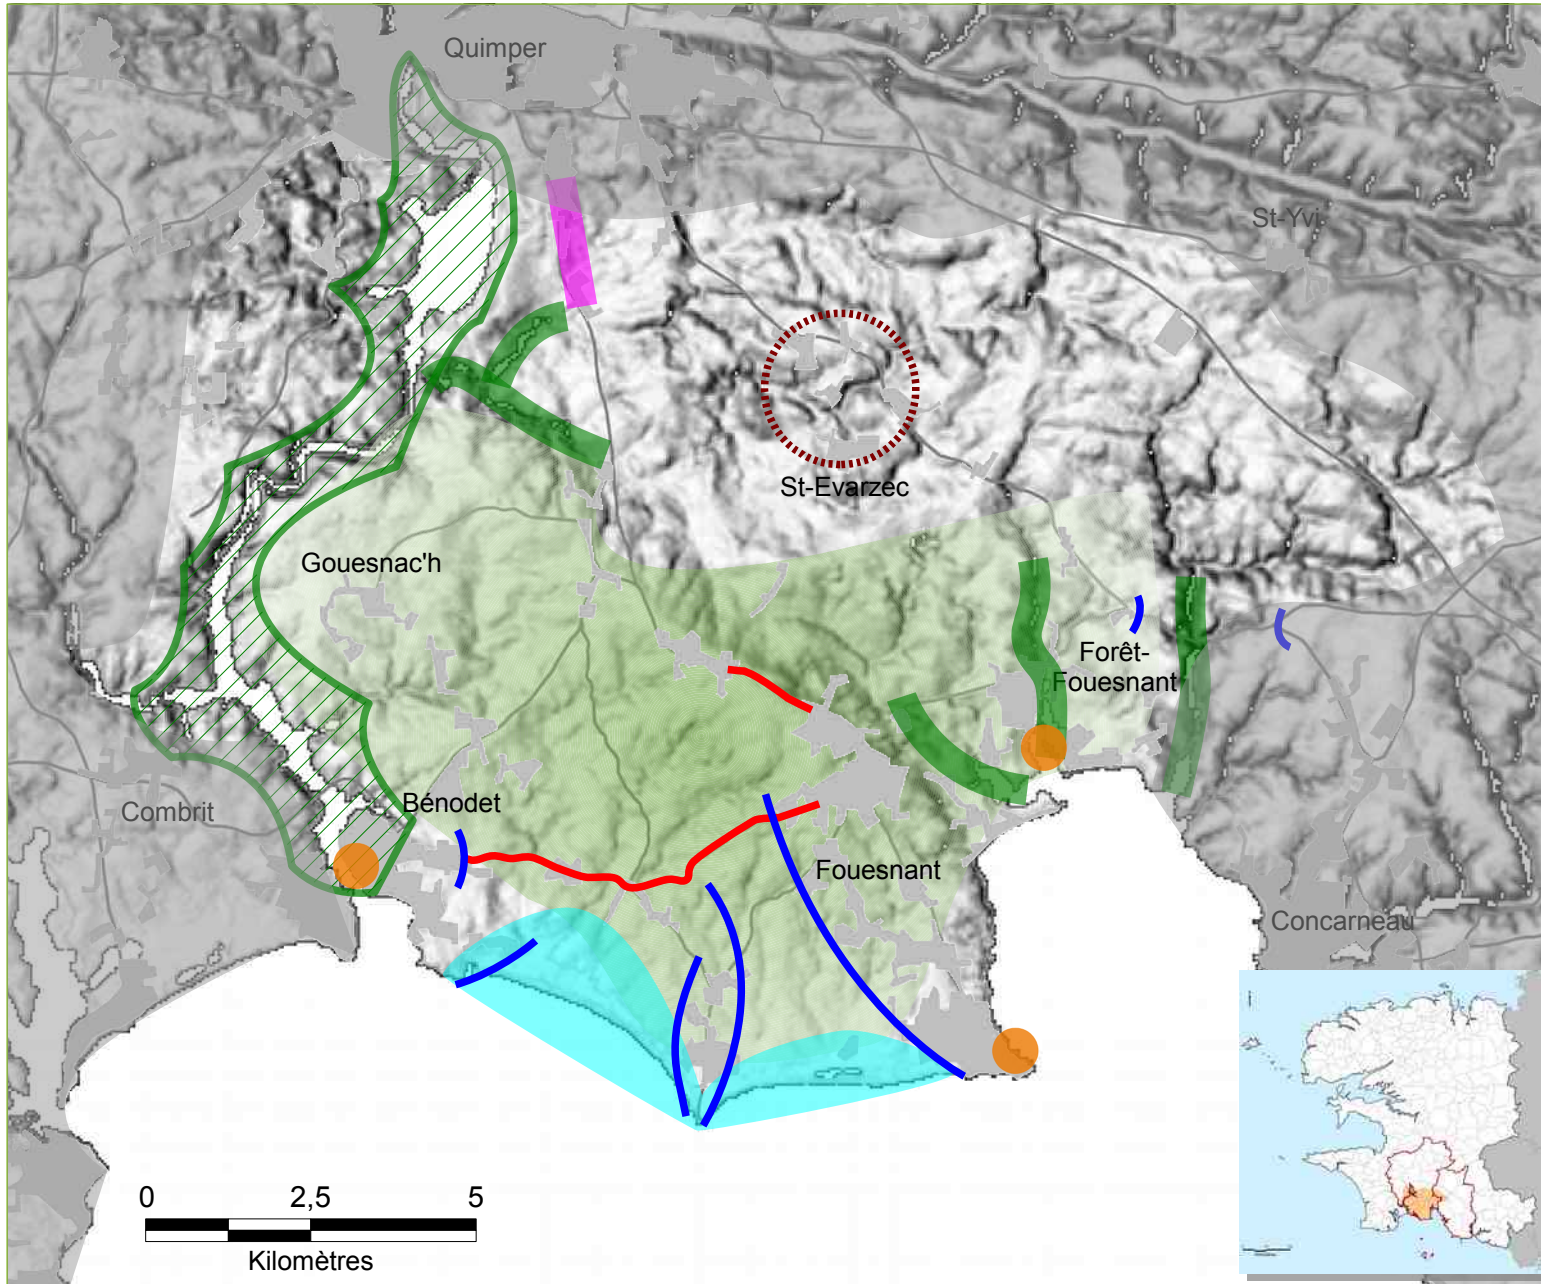 Quimper
St-Yvi
St-Evarzec
Gouesnac'h
Forêt-
Fouesnant
Combrit
Bénodet
Fouesnant
Concarneau
0 2,5 5
Kilomètres